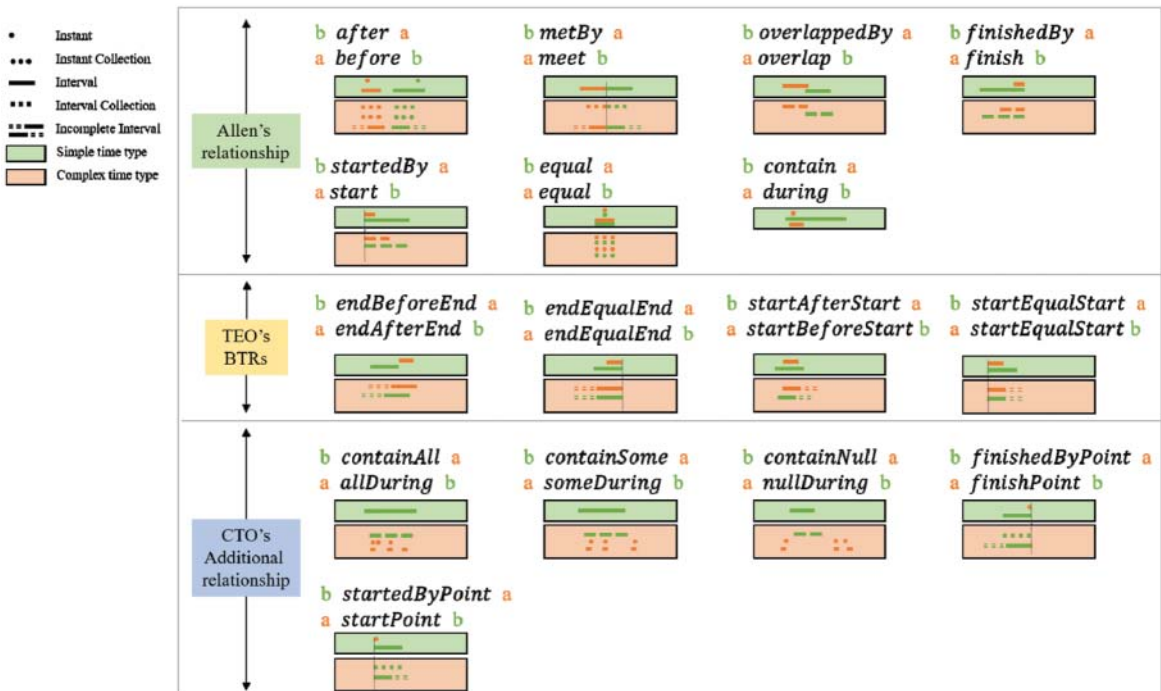 Instant
Instant Collection
Interval
Interval Collection
Incomplete Interval
Simple time type
Complex time type
Allen's
relationship
b after a
a before b
b metBy a
a meet b
b overlappedBy a
a overlap b
b finishedBy a
a finish b
b startedBy a
a start b
b equal a
a equal b
b contain a
a during b
TEO's
BTRs
b endBeforeEnd a
a endAfterEnd b
b endEqualEnd a
a endEqualEnd b
b startAfterStart a
a startBeforeStart b
b startEqualStart a
a startEqualStart b
CTO's
Additional
relationship
b containAll a
a allDuring b
b containSome a
a someDuring b
b containNull a
a nullDuring b
b finishedByPoint a
a finishPoint b
b startedByPoint a
a startPoint b